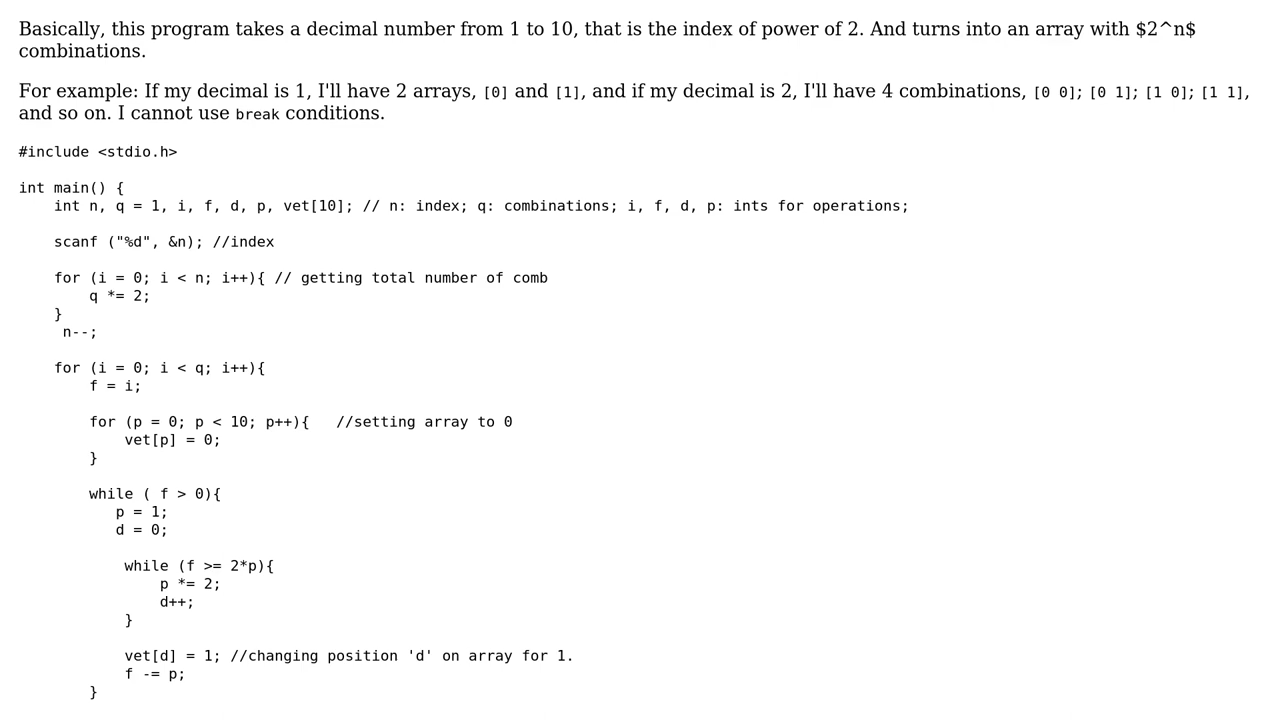 Basically, this program takes a decimal number from 1 to 10, that is the index of power of 2. And turns into an array with $2^n$
combinations.
For example: If my decimal is 1, I'll have 2 arrays, [0] and [1], and if my decimal is 2, I'll have 4 combinations, [0 0]; [0 1]; [1 0]; [1 1],
and so on. I cannot use break conditions.
#include <stdio.h>
int main() {
    int n, q = 1, i, f, d, p, vet[10]; // n: index; q: combinations; i, f, d, p: ints for operations;
    scanf ("%d", &n); //index
    for (i = 0; i < n; i++){ // getting total number of comb
        q *= 2;
    }
     n--;
    for (i = 0; i < q; i++){
        f = i;
        for (p = 0; p < 10; p++){   //setting array to 0
            vet[p] = 0;
        }
        while ( f > 0){
           p = 1;
           d = 0;
            while (f >= 2*p){
                p *= 2;
                d++;
            }
            vet[d] = 1; //changing position 'd' on array for 1.
            f -= p;
        }